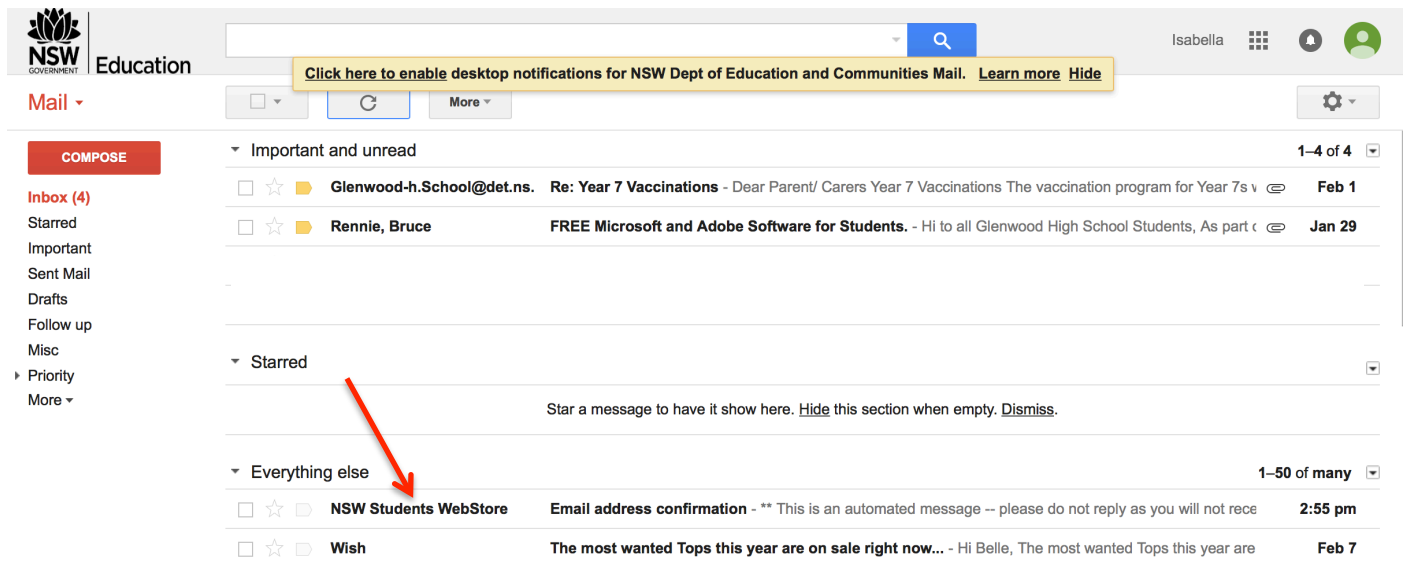 NSW
GOVERNMENT
Education
Isabella
Click here to enable desktop notifications for NSW Dept of Education and Communities Mail. Learn more Hide
Mail
More
COMPOSE
Important and unread 1–4 of 4
Glenwood-h.School@det.ns. Re: Year 7 Vaccinations - Dear Parent/ Carers Year 7 Vaccinations The vaccination program for Year 7s Feb 1
Rennie, Bruce FREE Microsoft and Adobe Software for Students. - Hi to all Glenwood High School Students, As part Jan 29
Inbox (4)
Starred
Important
Sent Mail
Drafts
Follow up
Misc
Priority
More
Starred
Star a message to have it show here. Hide this section when empty. Dismiss.
Everything else 1–50 of many
NSW Students WebStore Email address confirmation - ** This is an automated message -- please do not reply as you will not rece 2:55 pm
Wish The most wanted Tops this year are on sale right now... - Hi Belle, The most wanted Tops this year are Feb 7